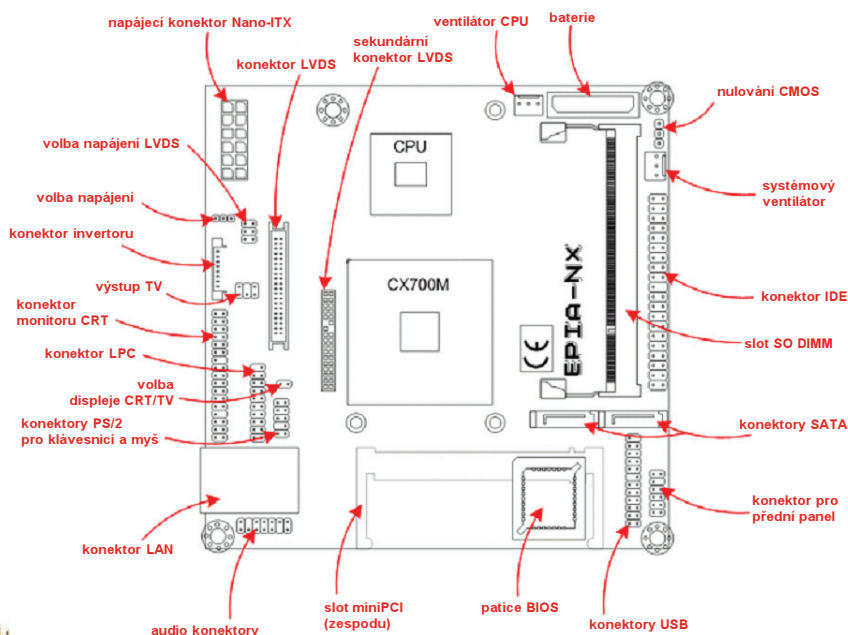 napájecí konektor Nano-ITX
konektor LVDS
sekundární
konektor LVDS
ventilátor CPU
baterie
nulování CMOS
volba napájení LVDS
volba napájení
konektor invertoru
výstup TV
konektor
monitoru CRT
konektor LPC
volba
displeje CRT/TV
konektory PS/2
pro klávesnici a myš
CPU
CX700M
EPIA-NX
CE
systémový
ventilátor
konektor IDE
slot SO DIMM
konektory SATA
konektor pro
přední panel
konektor LAN
audio konektory
slot miniPCI
(zespodu)
patice BIOS
konektory USB